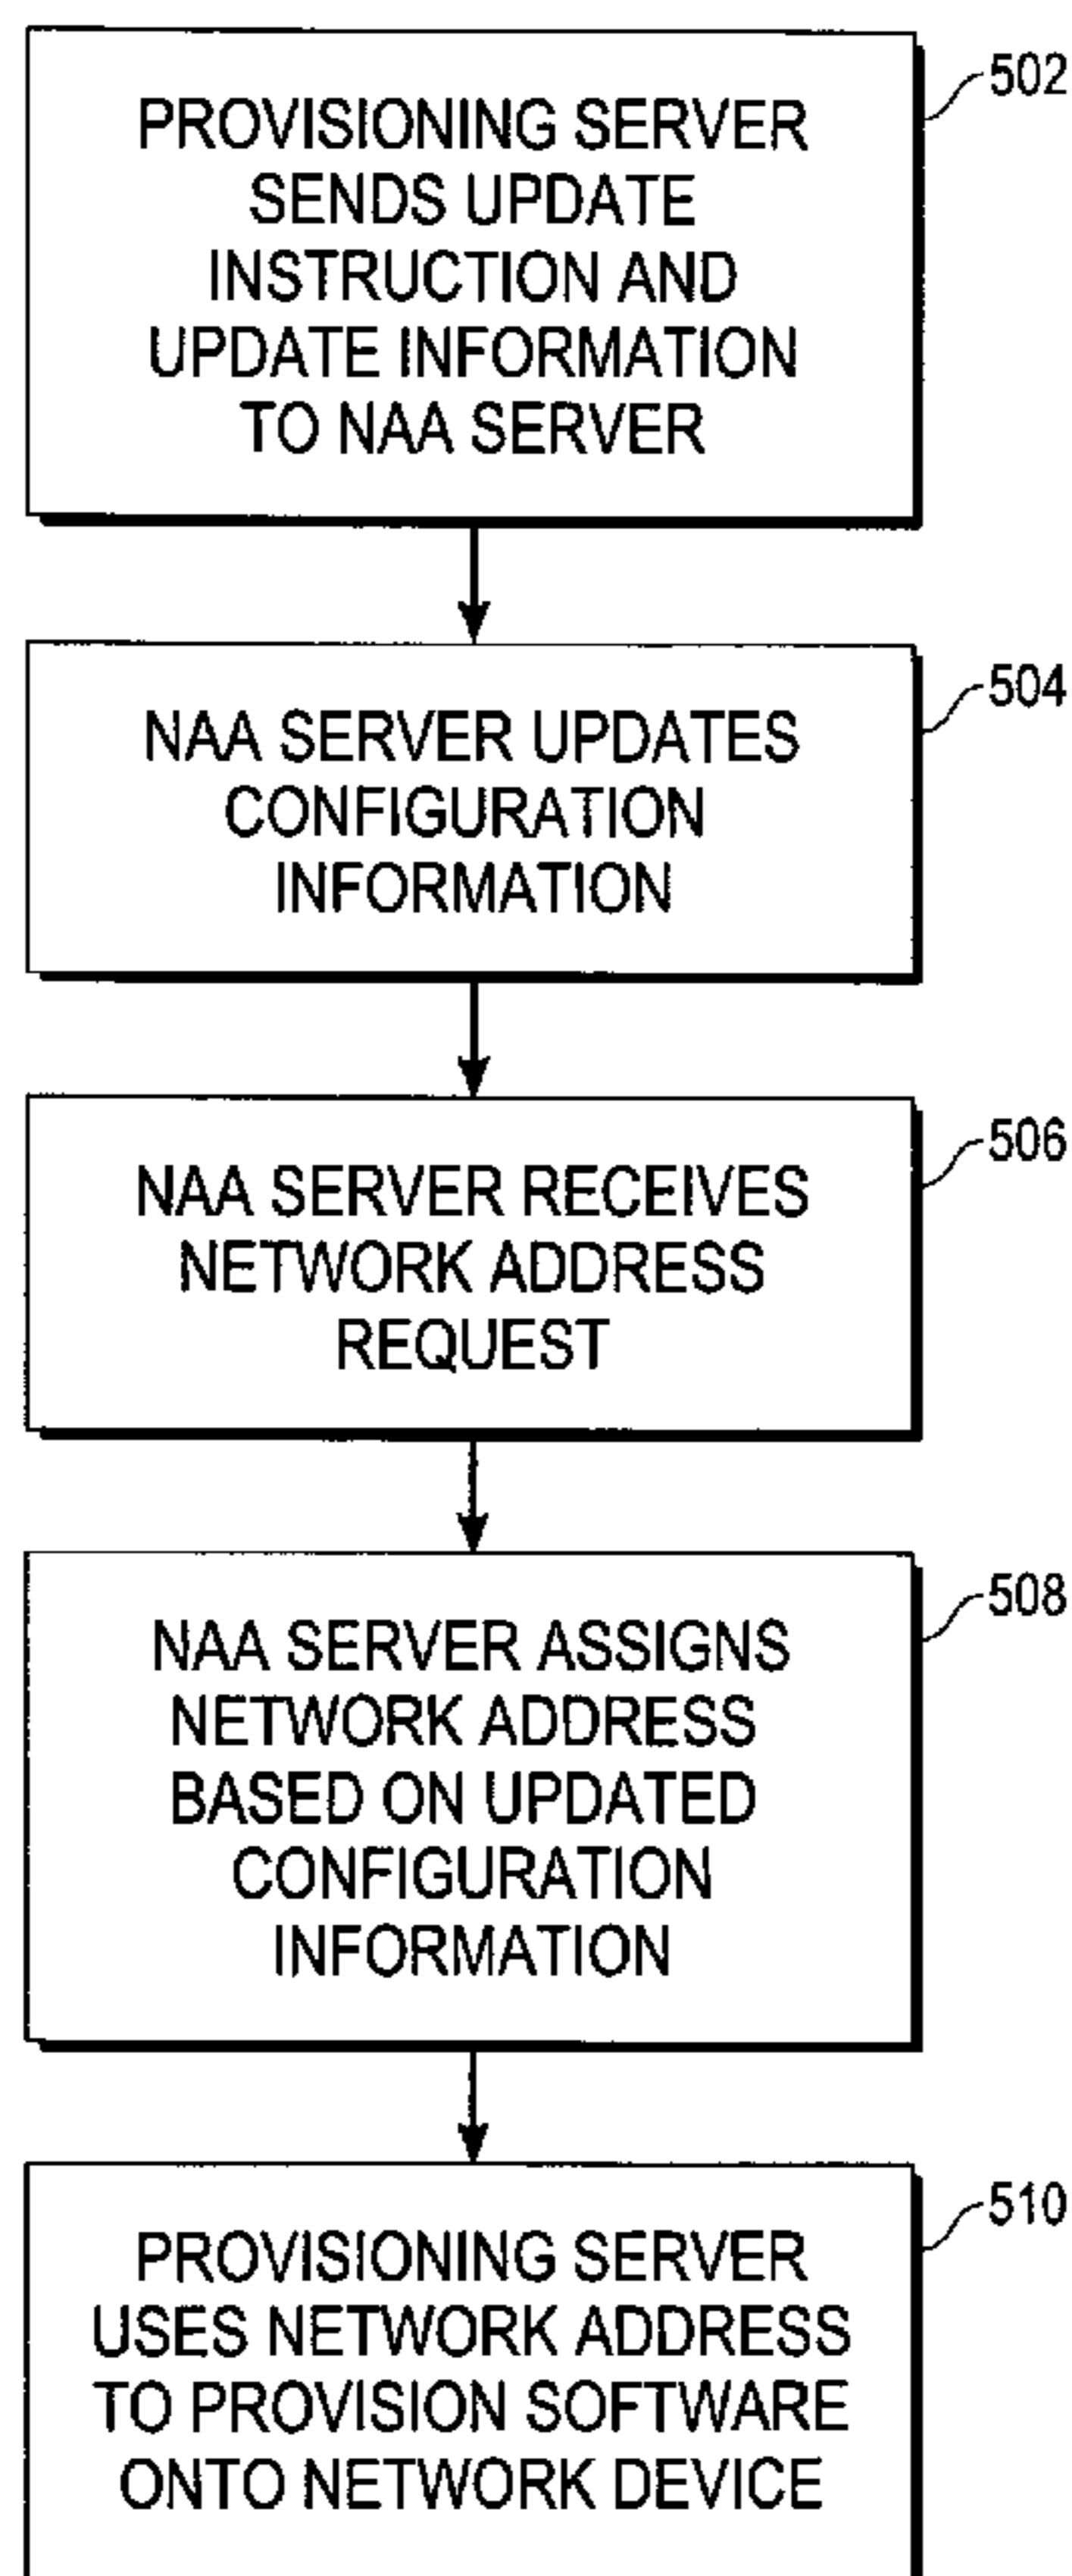 502
PROVISIONING SERVER
SENDS UPDATE
INSTRUCTION AND
UPDATE INFORMATION
TO NAA SERVER
504
NAA SERVER UPDATES
CONFIGURATION
INFORMATION
506
NAA SERVER RECEIVES
NETWORK ADDRESS
REQUEST
508
NAA SERVER ASSIGNS
NETWORK ADDRESS
BASED ON UPDATED
CONFIGURATION
INFORMATION
510
PROVISIONING SERVER
USES NETWORK ADDRESS
TO PROVISION SOFTWARE
ONTO NETWORK DEVICE